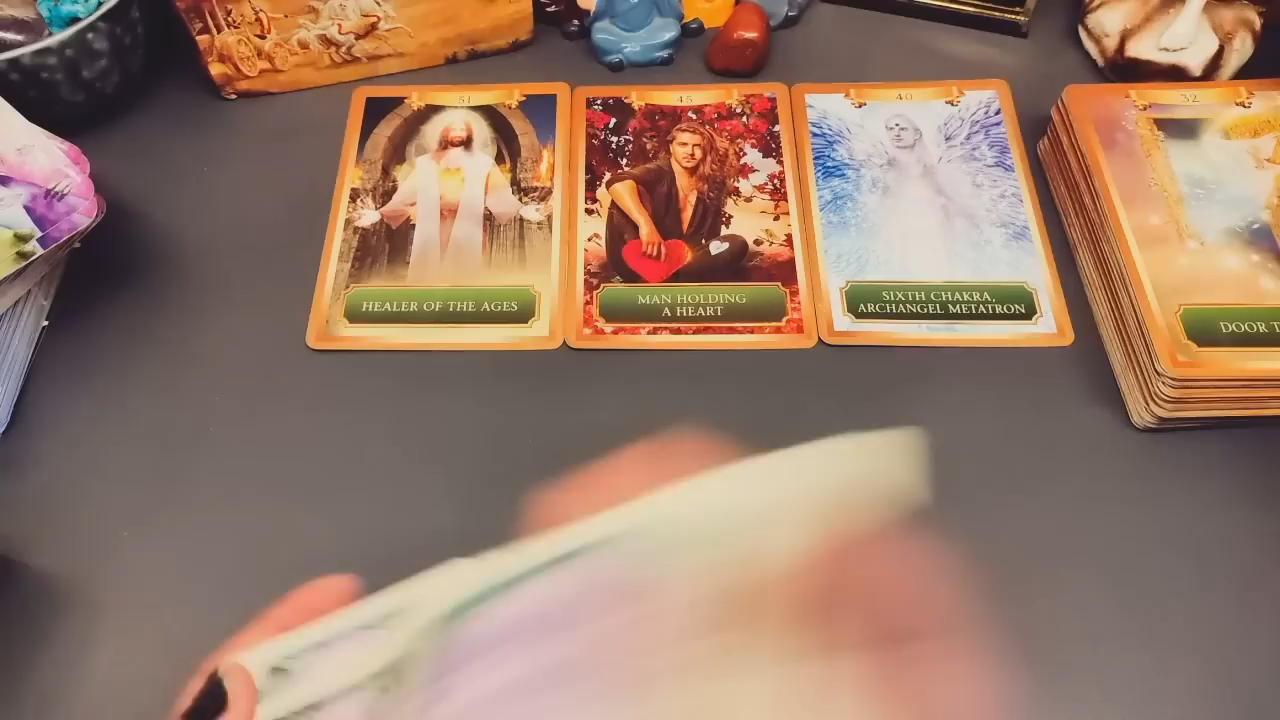 51
HEALER OF THE AGES
45
MAN HOLDING
A HEART
40
SIXTH CHAKRA,
ARCHANGEL METATRON
32
DOOR T